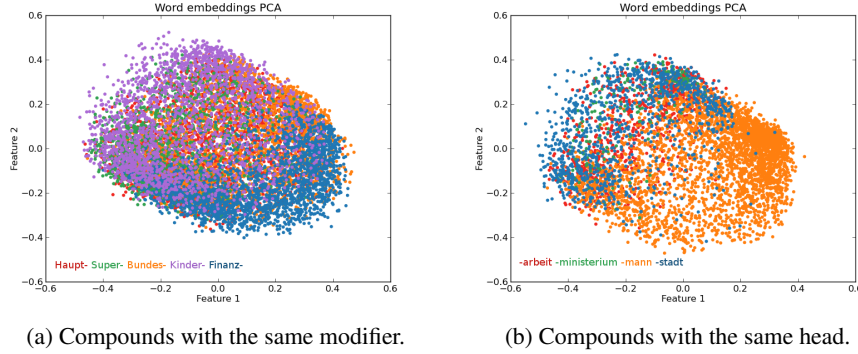 Word embeddings PCA
0.6
0.4
0.2
0.0
−0.2
−0.4
−0.6
−0.6 −0.4 −0.2 0.0 0.2 0.4 0.6
Feature 2
Feature 1
Haupt- Super- Bundes- Kinder- Finanz-
(a) Compounds with the same modifier.
Word embeddings PCA
0.6
0.4
0.2
0.0
−0.2
−0.4
−0.6
−0.6 −0.4 −0.2 0.0 0.2 0.4 0.6
Feature 2
Feature 1
-arbeit -ministerium -mann -stadt
(b) Compounds with the same head.